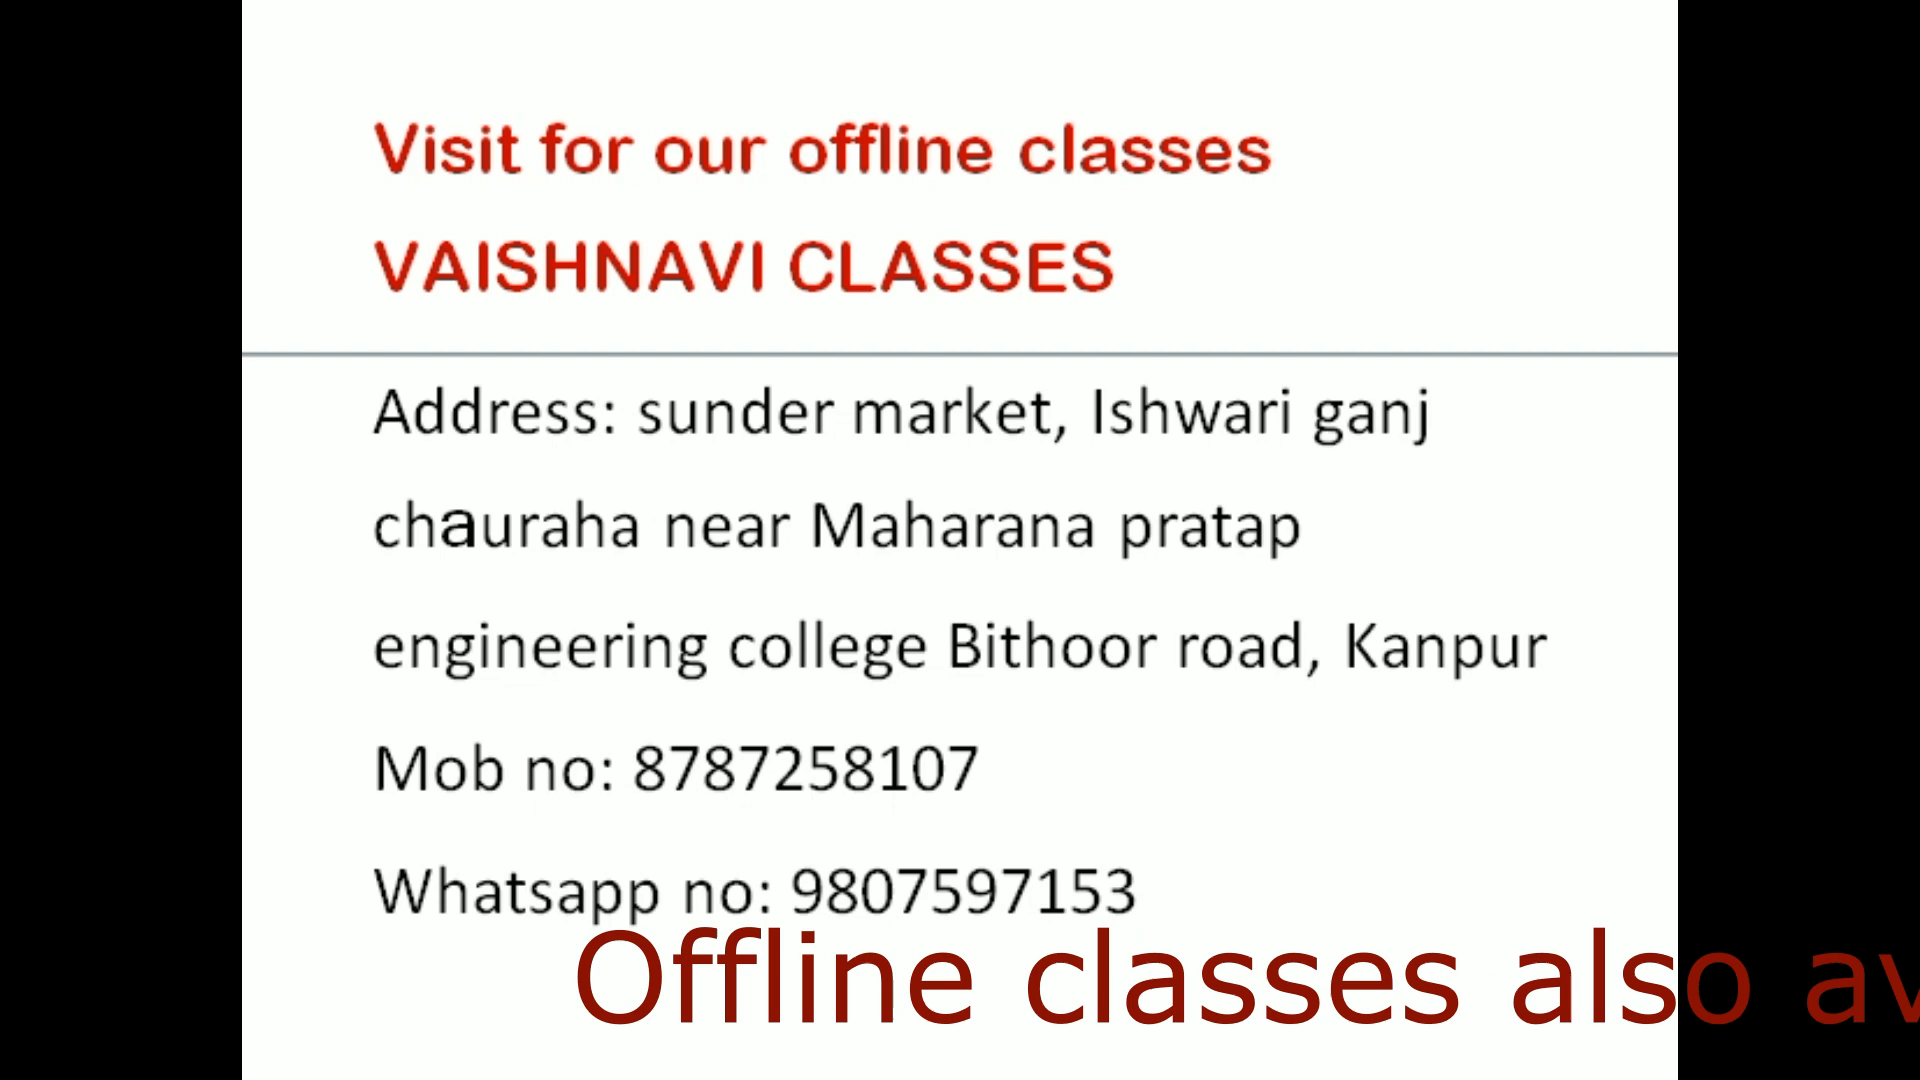 Visit for our offline classes
VAISHNAVI CLASSES
Address: sunder market, Ishwari ganj
chauraha near Maharana pratap
engineering college Bithoor road, Kanpur
Mob no: 8787258107
Whatsapp no: 9807597153
Offline classes also